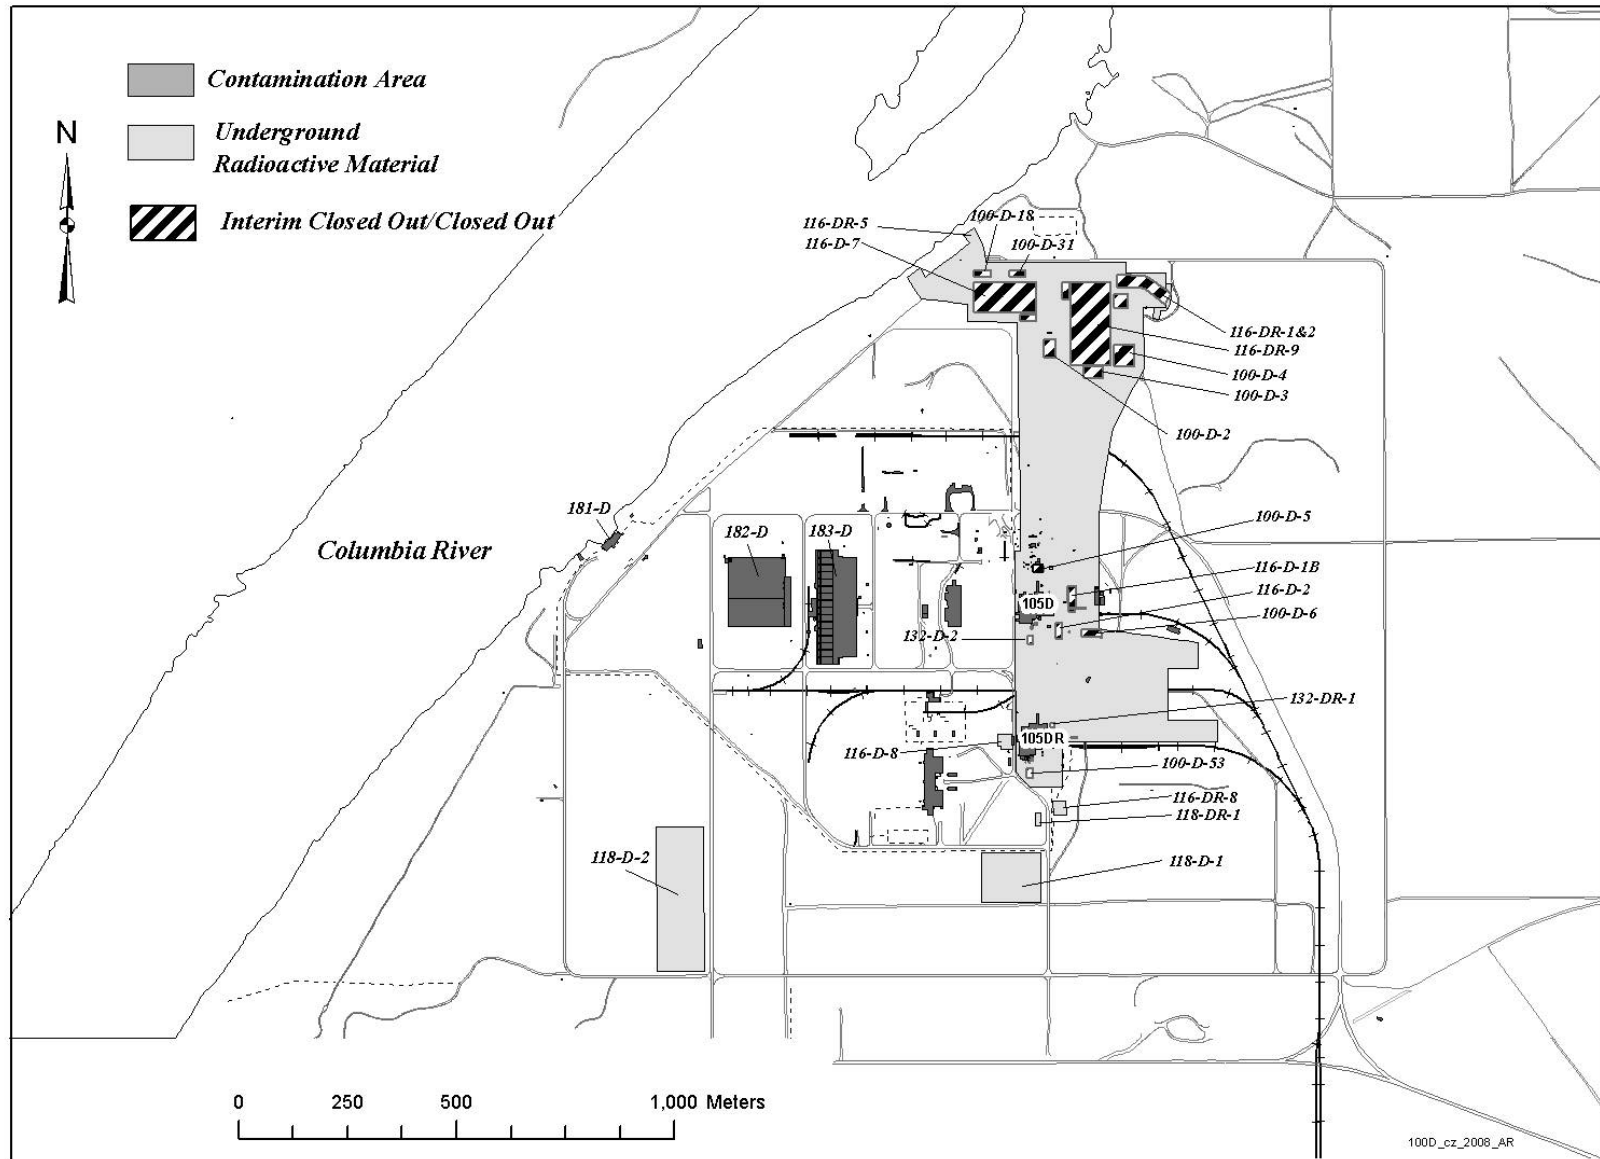 Contamination Area
N
Underground
Radioactive Material
Interim Closed Out/Closed Out
100-D-18
116-DR-5
116-D-7
100-D-31
116-DR-1&2
116-DR-9
100-D-4
100-D-3
100-D-2
181-D
182-D
183-D
100-D-5
Columbia River
116-D-1B
116-D-2
105D
100-D-6
132-D-2
132-DR-1
105DR
116-D-8
100-D-53
116-DR-8
118-DR-1
118-D-2
118-D-1
0 250 500 1,000 Meters
100D_cz_2008_AR